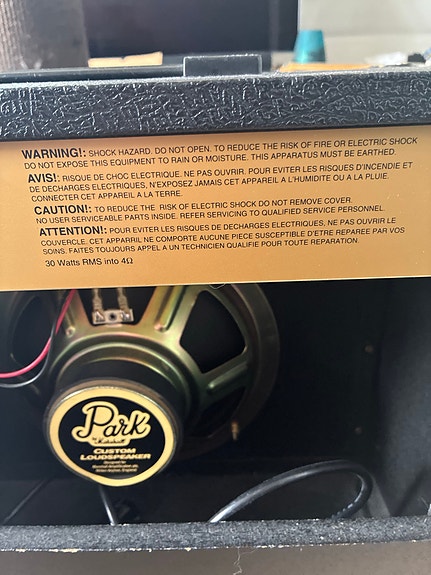 WARNING!: SHOCK HAZARD. DO NOT OPEN. TO REDUCE THE RISK OF FIRE OR ELECTRIC SHOCK
DO NOT EXPOSE THIS EQUIPMENT TO RAIN OR MOISTURE. THIS APPARATUS MUST BE EARTHED.
AVIS!: RISQUE DE CHOC ELECTRIQUE. NE PAS OUVRIR. POUR EVITER LES RISQUES D'INCENDIE ET
DE DECHARGES ELECTRIQUES, N'EXPOSEZ JAMAIS CET APPAREIL A L'HUMIDITE OU A LA PLUIE.
CONNECTER CET APPAREIL A LA TERRE.
CAUTION!: TO REDUCE THE RISK OF ELECTRIC SHOCK DO NOT REMOVE COVER.
NO USER SERVICEABLE PARTS INSIDE. REFER SERVICING TO QUALIFIED SERVICE PERSONNEL.
ATTENTION!: POUR EVITER LES RISQUES DE DECHARGES ELECTRIQUES, NE PAS OUVRIR LE
COUVERCLE. CET APPARRIL NE COMPORTE AUCUNE PIECE SUSCEPTIBLE D'ETRE REPAREE PAR VOS
SOINS. FAITES TOUJOURS APPEL A UN TECHNICIEN QUALIFIE POUR TOUTE REPARATION.
30 Watts RMS into 4Ω
Park
CUSTOM
LOUDSPEAKER
Designed by
Marshall Amplification plc